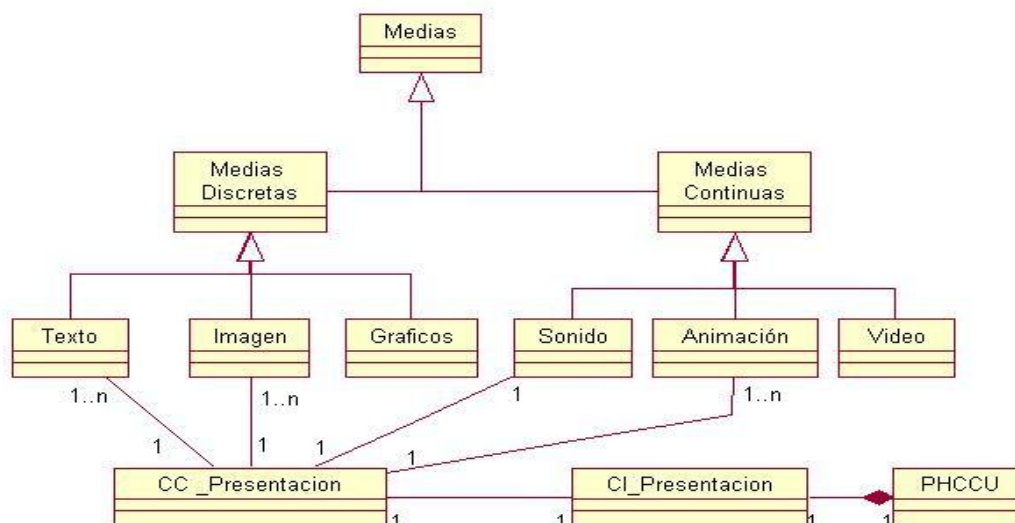 Medias
Medias
Discretas
Medias
Continuas
Texto
Imagen
Graficos
Sonido
Animación
Video
1..n
1..n
1
1..n
1
1
1
1
CC _Presentacion
CI_Presentacion
PHCCU
1
1
1
1